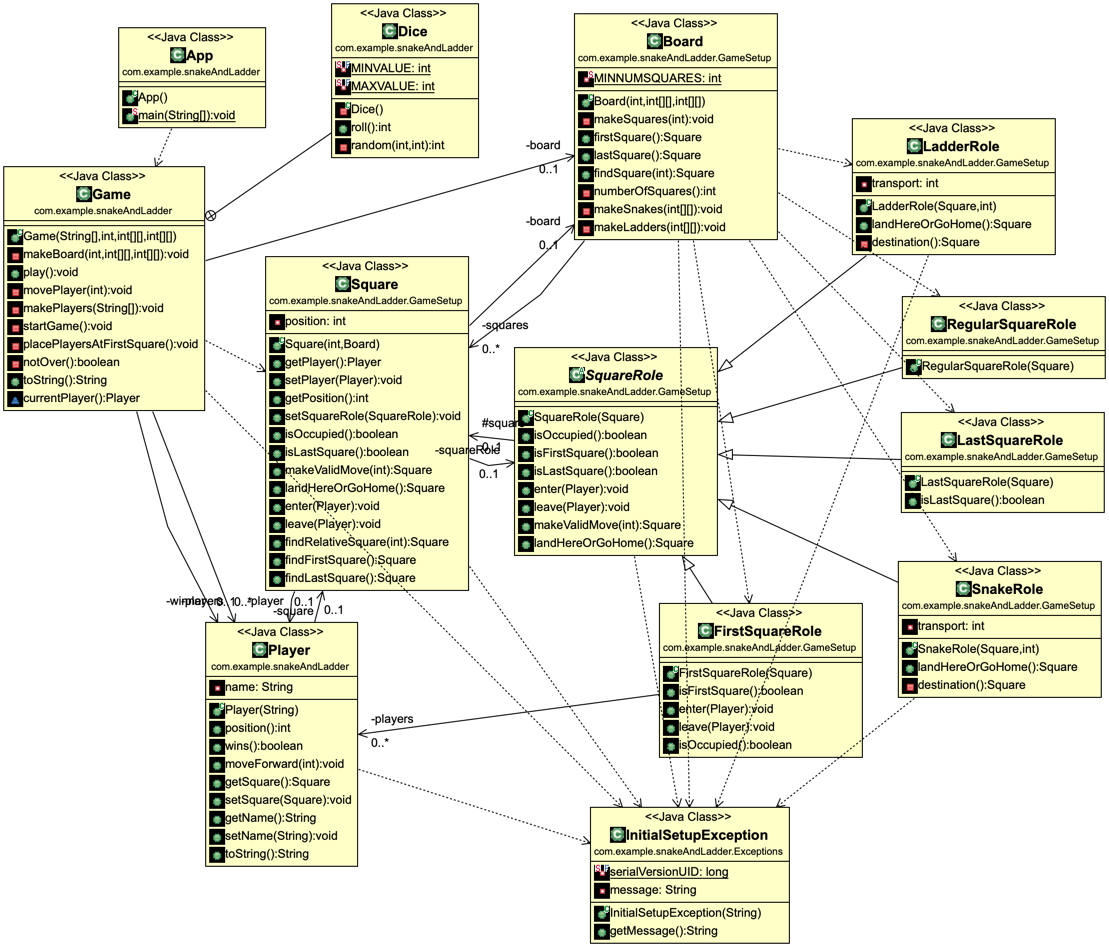 <<Java Class>>
App
com.example.snakeAndLadder
App()
main(String[]):void
<<Java Class>>
Dice
com.example.snakeAndLadder
MINVALUE: int
MAXVALUE: int
Dice()
roll():int
random(int,int):int
<<Java Class>>
Board
com.example.snakeAndLadder.GameSetup
MINNUMSQUARES: int
Board(int,int[][],int[][])
makeSquares(int):void
firstSquare():Square
lastSquare():Square
findSquare(int):Square
numberOfSquares():int
makeSnakes(int[][]):void
makeLadders(int[][]):void
<<Java Class>>
LadderRole
com.example.snakeAndLadder.GameSetup
transport: int
LadderRole(Square,int)
landHereOrGoHome():Square
destination():Square
<<Java Class>>
Game
com.example.snakeAndLadder
Game(String[],int,int[][],int[][])
makeBoard(int,int[][],int[][]):void
play():void
movePlayer(int):void
makePlayers(String[]):void
startGame():void
placePlayersAtFirstSquare():void
notOver():boolean
toString():String
currentPlayer():Player
-board
0..1
-board
0..1
-squares
0..*
<<Java Class>>
Square
com.example.snakeAndLadder.GameSetup
position: int
Square(int,Board)
getPlayer():Player
setPlayer(Player):void
getPosition():int
setSquareRole(SquareRole):void
isOccupied():boolean
isLastSquare():boolean
makeValidMove(int):Square
landHereOrGoHome():Square
enter(Player):void
leave(Player):void
findRelativeSquare(int):Square
findFirstSquare():Square
findLastSquare():Square
#square
0..1
-squareRole
0..1
<<Java Class>>
SquareRole
com.example.snakeAndLadder.GameSetup
SquareRole(Square)
isOccupied():boolean
isFirstSquare():boolean
isLastSquare():boolean
enter(Player):void
leave(Player):void
makeValidMove(int):Square
landHereOrGoHome():Square
<<Java Class>>
RegularSquareRole
com.example.snakeAndLadder.GameSetup
RegularSquareRole(Square)
<<Java Class>>
LastSquareRole
com.example.snakeAndLadder.GameSetup
LastSquareRole(Square)
isLastSquare():boolean
<<Java Class>>
SnakeRole
com.example.snakeAndLadder.GameSetup
transport: int
SnakeRole(Square,int)
landHereOrGoHome():Square
destination():Square
-winner
0..1
-players
0..*
-player
0..1
-square
0..1
<<Java Class>>
Player
com.example.snakeAndLadder
name: String
Player(String)
position():int
wins():boolean
moveForward(int):void
getSquare():Square
setSquare(Square):void
getName():String
setName(String):void
toString():String
-players
0..*
<<Java Class>>
FirstSquareRole
com.example.snakeAndLadder.GameSetup
FirstSquareRole(Square)
isFirstSquare():boolean
enter(Player):void
leave(Player):void
isOccupied():boolean
<<Java Class>>
InitialSetupException
com.example.snakeAndLadder.Exceptions
serialVersionUID: long
message: String
InitialSetupException(String)
getMessage():String